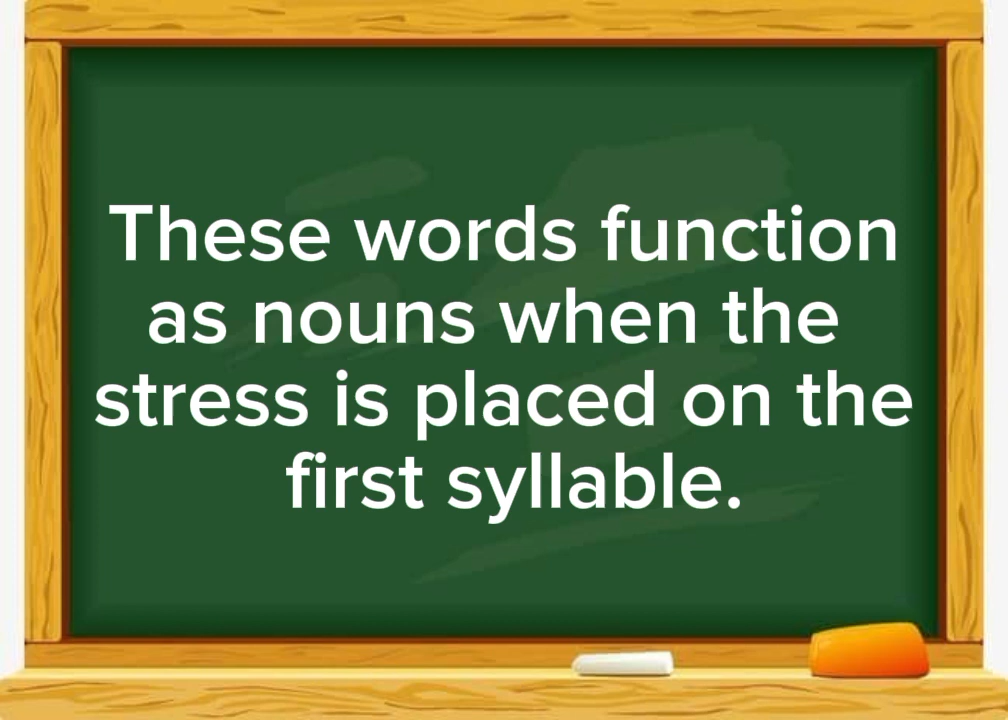 These words function
as nouns when the
stress is placed on the
first syllable.